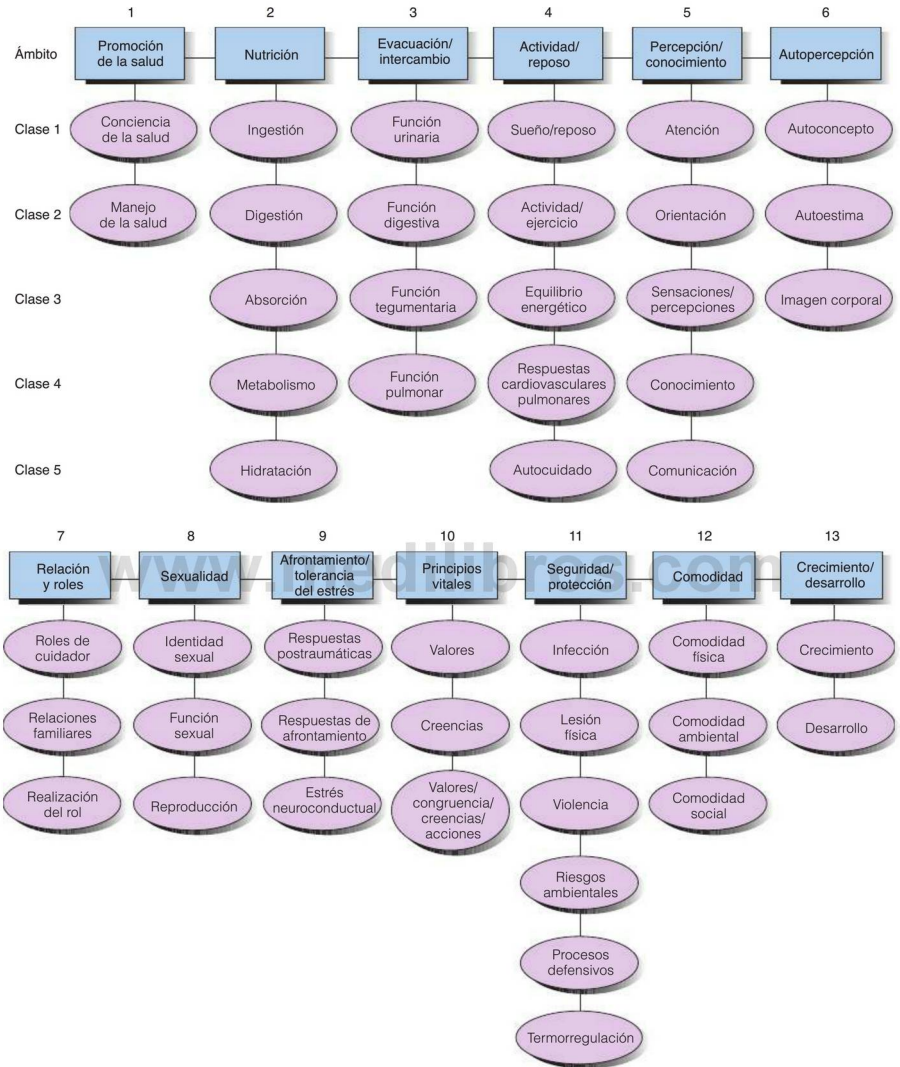 1 2 3 4 5 6
Ámbito
Promoción
de la salud
Nutrición
Evacuación/
intercambio
Actividad/
reposo
Percepción/
conocimiento
Autopercepción
Clase 1
Conciencia
de la salud
Ingestión
Función
urinaria
Sueño/reposo
Atención
Autoconcepto
Clase 2
Manejo
de la salud
Digestión
Función
digestiva
Actividad/
ejercicio
Orientación
Autoestima
Clase 3
Absorción
Función
tegumentaria
Equilibrio
energético
Sensaciones/
percepciones
Imagen corporal
Clase 4
Metabolismo
Función
pulmonar
Respuestas
cardiovasculares
pulmonares
Conocimiento
Clase 5
Hidratación
Autocuidado
Comunicación
7 8 9 10 11 12 13
Relación
y roles
Sexualidad
Afrontamiento/
tolerancia
del estrés
Principios
vitales
Seguridad/
protección
Comodidad
Crecimiento/
desarrollo
www.medilibros.com
Roles de
cuidador
Identidad
sexual
Respuestas
postraumáticas
Valores
Infección
Comodidad
física
Crecimiento
Relaciones
familiares
Función
sexual
Respuestas de
afrontamiento
Creencias
Lesión
física
Comodidad
ambiental
Desarrollo
Realización
del rol
Reproducción
Estrés
neuroconductual
Valores/
congruencia/
creencias/
acciones
Violencia
Comodidad
social
Riesgos
ambientales
Procesos
defensivos
Termorregulación